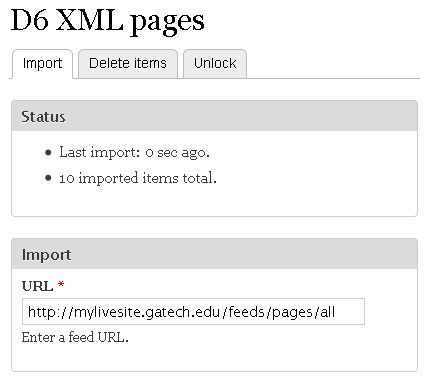 D6 XML pages
Import Delete items Unlock
Status
Last import: 0 sec ago.
10 imported items total.
Import
URL *
http://mylivesite.gatech.edu/feeds/pages/all
Enter a feed URL.